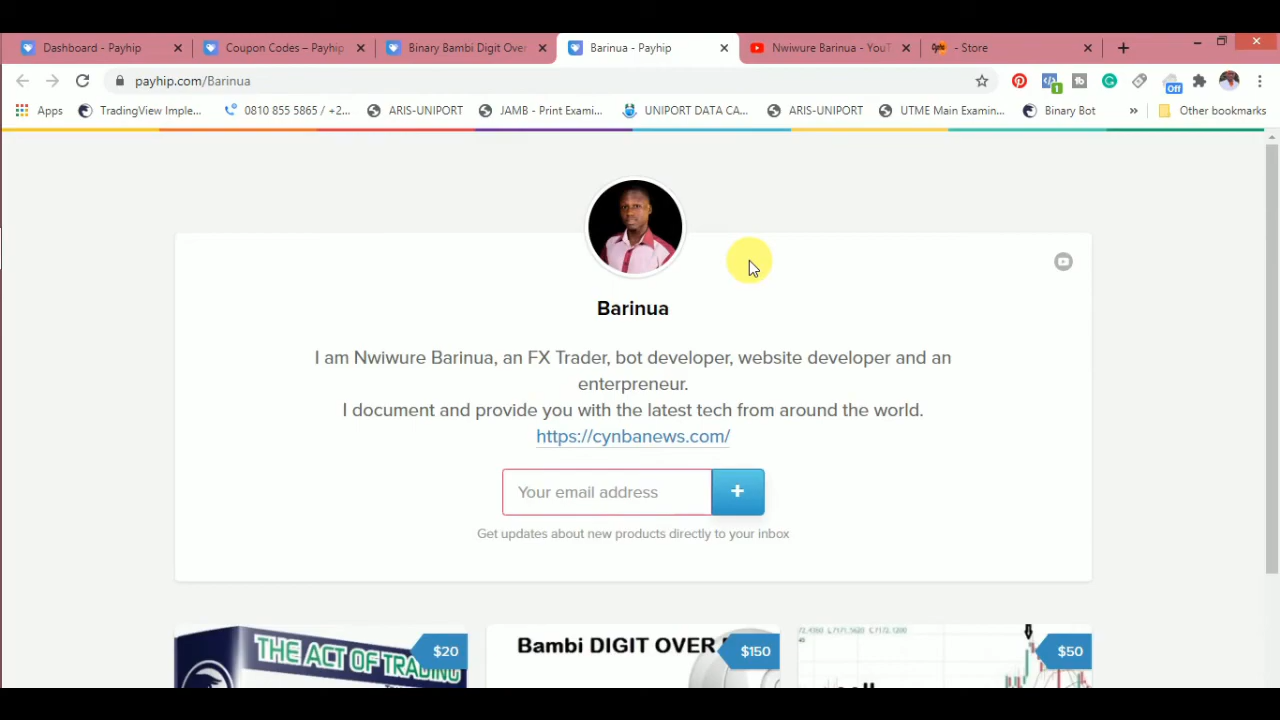 Dashboard - Payhip
Coupon Codes – Payhip
Binary Bambi Digit Over
Barinua - Payhip
Nwiwure Barinua - YouT
- Store
payhip.com/Barinua
1
Off
Apps
TradingView Imple...
0810 855 5865 / +2...
ARIS-UNIPORT
JAMB - Print Exami...
UNIPORT DATA CA...
ARIS-UNIPORT
UTME Main Examin...
Binary Bot
»
Other bookmarks
Barinua
I am Nwiwure Barinua, an FX Trader, bot developer, website developer and an
enterpreneur.
I document and provide you with the latest tech from around the world.
https://cynbanews.com/
Your email address
+
Get updates about new products directly to your inbox
THE ACT OF TRADING
$20
Bambi DIGIT OVER
$150
$50